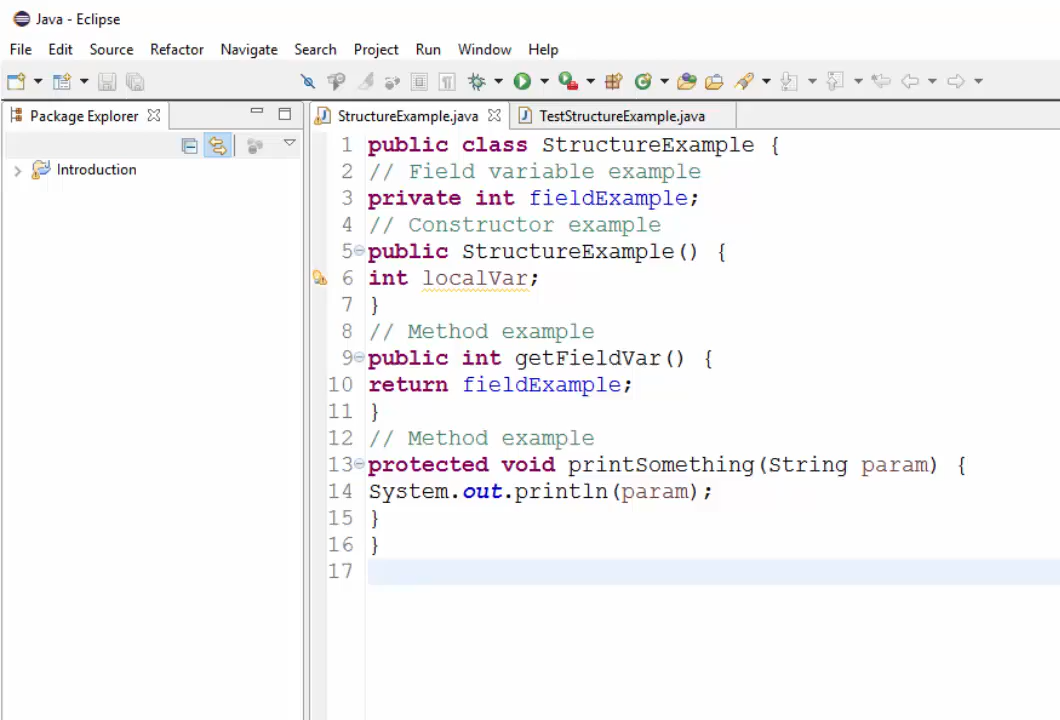 Java - Eclipse
File Edit Source Refactor Navigate Search Project Run Window Help
Package Explorer
StructureExample.java TestStructureExample.java
Introduction
1 public class StructureExample {
2 // Field variable example
3 private int fieldExample;
4 // Constructor example
5 public StructureExample() {
6 int localVar;
7 }
8 // Method example
9 public int getFieldVar() {
10 return fieldExample;
11 }
12 // Method example
13 protected void printSomething(String param) {
14 System.out.println(param);
15 }
16 }
17